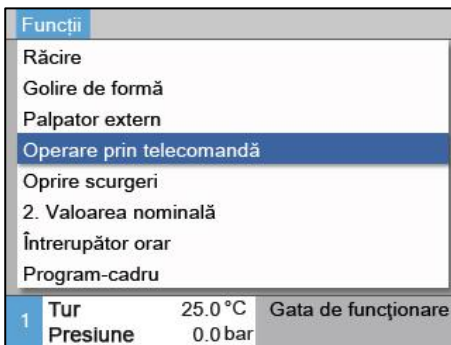 Funcții
Răcire
Golire de formă
Palpator extern
Operare prin telecomandă
Oprire scurgeri
2. Valoarea nominală
Întrerupător orar
Program-cadru
1 Tur 25.0 °C Gata de funcţionare
Presiune 0.0 bar